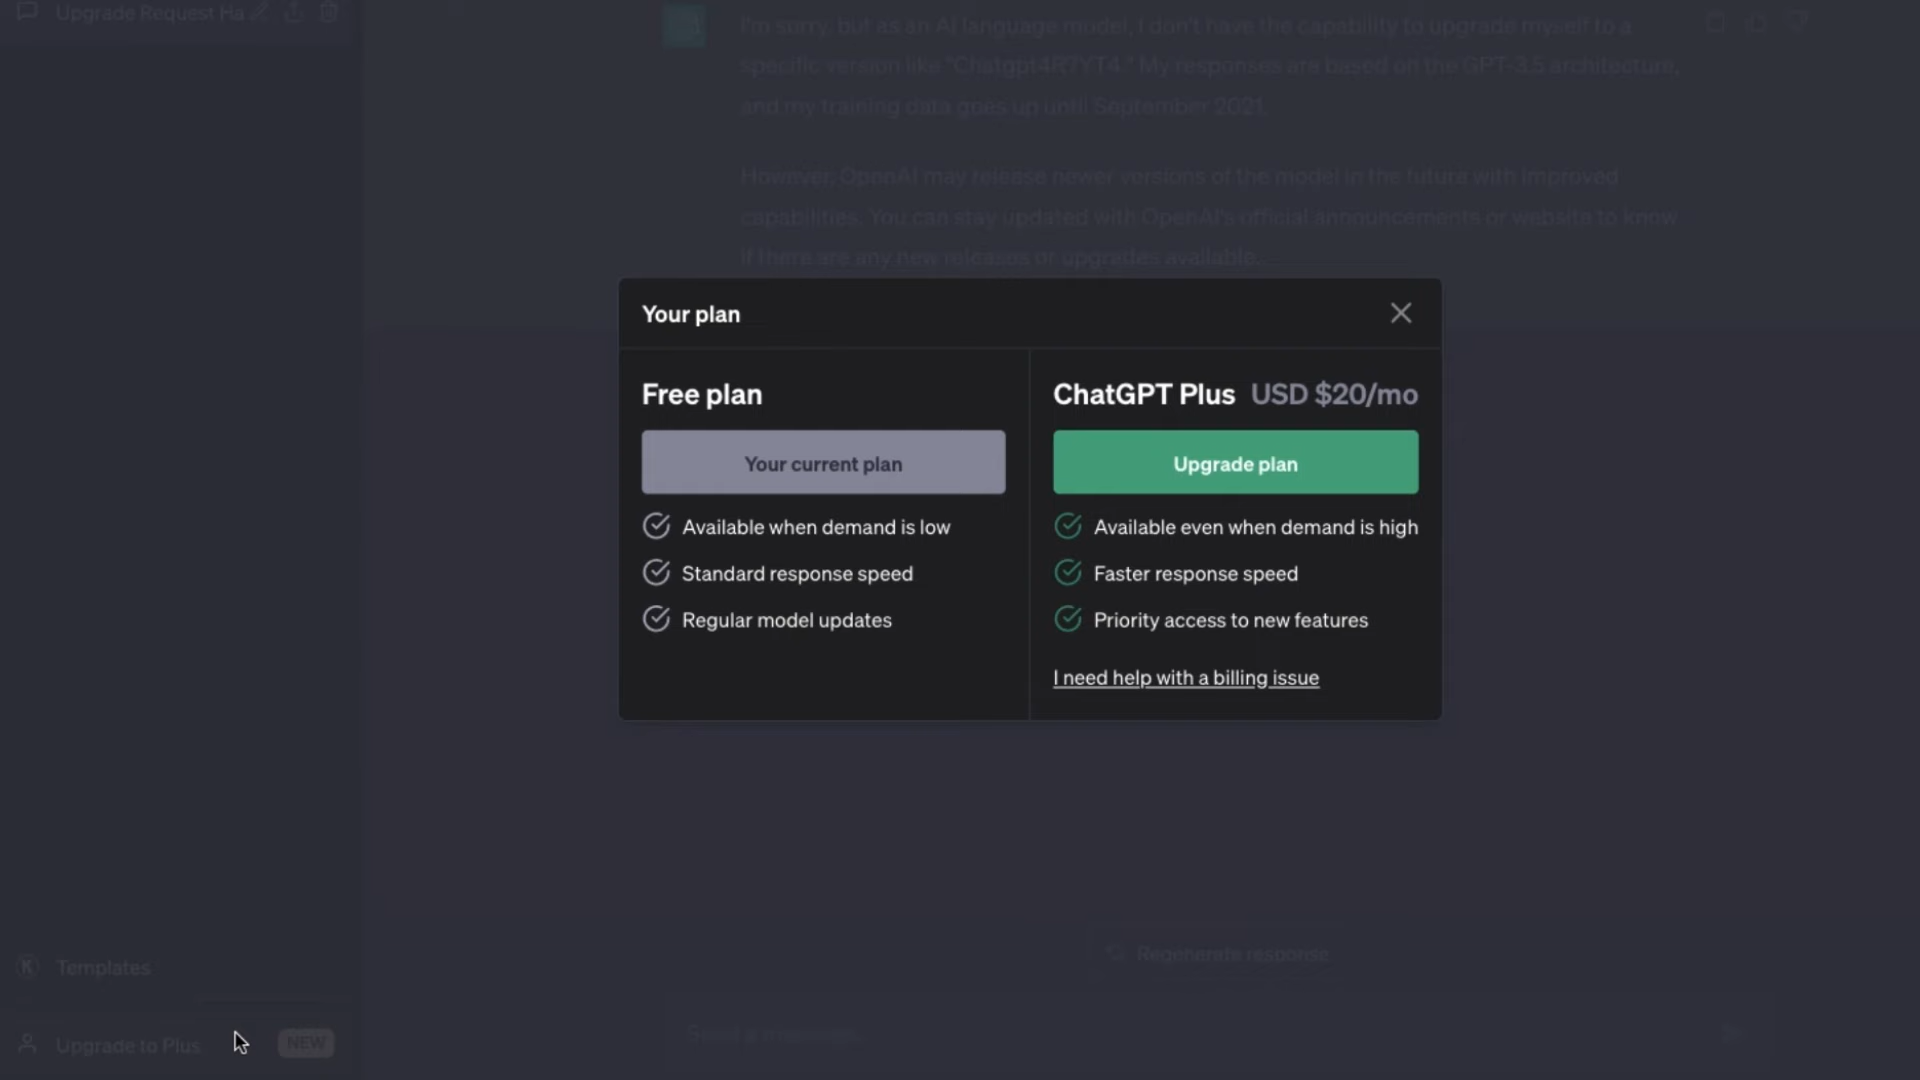 Upgrade Request Ha
I'm sorry, but as an AI language model, I don't have the capability to upgrade myself to a
specific version like "Chatgpt4R7YT4." My responses are based on the GPT-3.5 architecture,
and my training data goes up until September 2021.
However, OpenAI may release newer versions of the model in the future with improved
capabilities. You can stay updated with OpenAI's official announcements or website to know
if there are any new releases or upgrades available.
Your plan
Free plan
Your current plan
Available when demand is low
Standard response speed
Regular model updates
ChatGPT Plus USD $20/mo
Upgrade plan
Available even when demand is high
Faster response speed
Priority access to new features
I need help with a billing issue
Regenerate response
Send a message
K Templates
Upgrade to Plus NEW